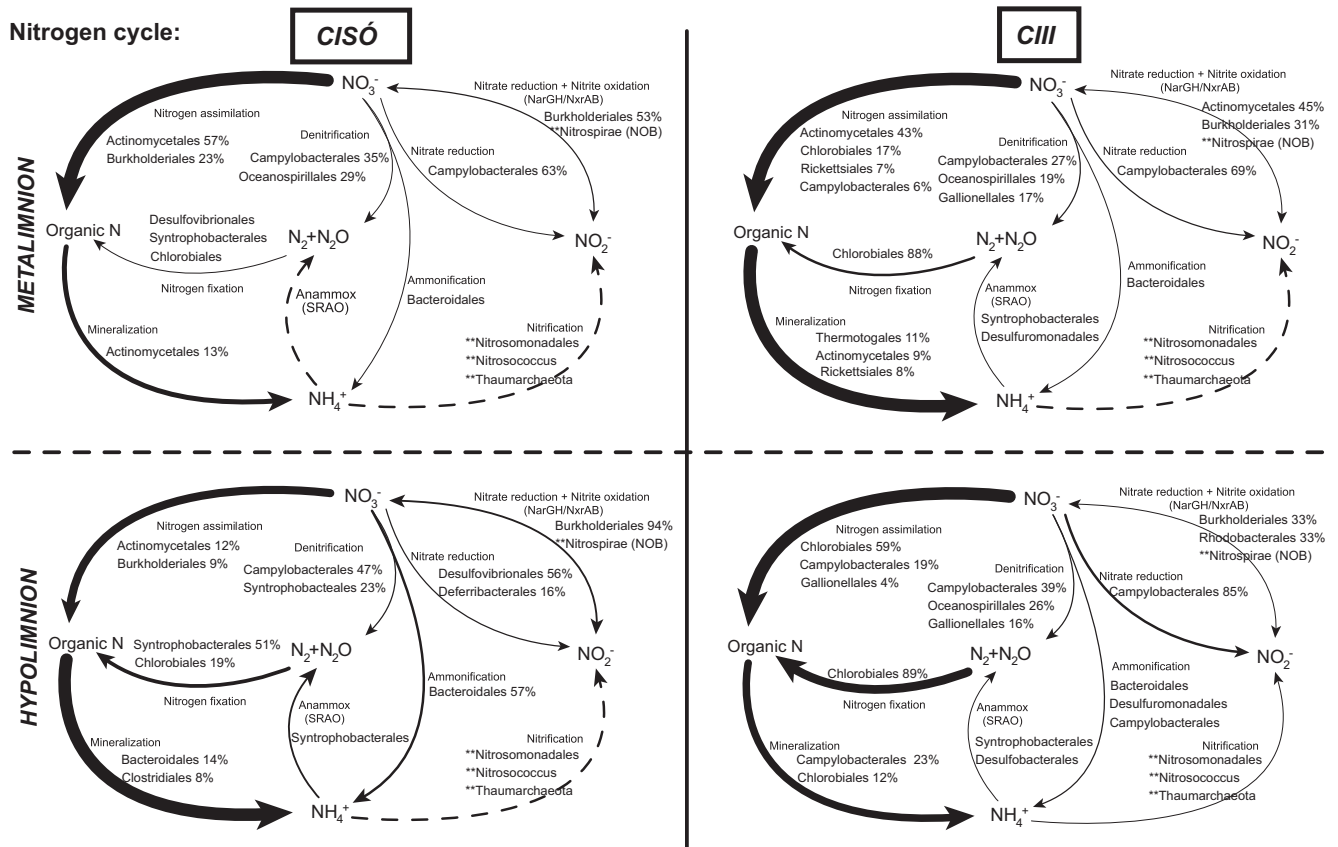 Nitrogen cycle:
CISÓ
CIII
METALIMNION
NO₃⁻
Nitrate reduction + Nitrite oxidation
(NarGH/NxrAB)
Burkholderiales 53%
**Nitrospirae (NOB)
Nitrogen assimilation
Actinomycetales 57%
Burkholderiales 23%
Denitrification
Campylobacterales 35%
Oceanospirillales 29%
Nitrate reduction
Campylobacterales 63%
Organic N
Desulfovibrionales
Syntrophobacterales
Chlorobiales
Nitrogen fixation
N₂+N₂O
NO₂⁻
Anammox
(SRAO)
Ammonification
Bacteroidales
Mineralization
Actinomycetales 13%
Nitrification
**Nitrosomonadales
**Nitrosococcus
**Thaumarchaeota
NH₄⁺
NO₃⁻
Nitrate reduction + Nitrite oxidation
(NarGH/NxrAB)
Actinomycetales 45%
Burkholderiales 31%
**Nitrospirae (NOB)
Nitrogen assimilation
Actinomycetales 43%
Chlorobiales 17%
Rickettsiales 7%
Campylobacterales 6%
Denitrification
Campylobacterales 27%
Oceanospirillales 19%
Gallionellales 17%
Nitrate reduction
Campylobacterales 69%
Organic N
Chlorobiales 88%
Nitrogen fixation
N₂+N₂O
NO₂⁻
Anammox
(SRAO)
Syntrophobacterales
Desulfuromonadales
Ammonification
Bacteroidales
Mineralization
Thermotogales 11%
Actinomycetales 9%
Rickettsiales 8%
Nitrification
**Nitrosomonadales
**Nitrosococcus
**Thaumarchaeota
NH₄⁺
HYPOLIMNION
NO₃⁻
Nitrate reduction + Nitrite oxidation
(NarGH/NxrAB)
Burkholderiales 94%
**Nitrospirae (NOB)
Nitrogen assimilation
Actinomycetales 12%
Burkholderiales 9%
Denitrification
Campylobacterales 47%
Syntrophobacteales 23%
Nitrate reduction
Desulfovibrionales 56%
Deferribacterales 16%
Organic N
Syntrophobacterales 51%
Chlorobiales 19%
Nitrogen fixation
N₂+N₂O
NO₂⁻
Anammox
(SRAO)
Syntrophobacterales
Ammonification
Bacteroidales 57%
Mineralization
Bacteroidales 14%
Clostridiales 8%
Nitrification
**Nitrosomonadales
**Nitrosococcus
**Thaumarchaeota
NH₄⁺
NO₃⁻
Nitrate reduction + Nitrite oxidation
(NarGH/NxrAB)
Burkholderiales 33%
Rhodobacterales 33%
**Nitrospirae (NOB)
Nitrogen assimilation
Chlorobiales 59%
Campylobacterales 19%
Gallionellales 4%
Denitrification
Campylobacterales 39%
Oceanospirillales 26%
Gallionellales 16%
Nitrate reduction
Campylobacterales 85%
Organic N
Chlorobiales 89%
Nitrogen fixation
N₂+N₂O
NO₂⁻
Anammox
(SRAO)
Syntrophobacterales
Desulfobacterales
Ammonification
Bacteroidales
Desulfuromonadales
Campylobacterales
Mineralization
Campylobacterales 23%
Chlorobiales 12%
Nitrification
**Nitrosomonadales
**Nitrosococcus
**Thaumarchaeota
NH₄⁺